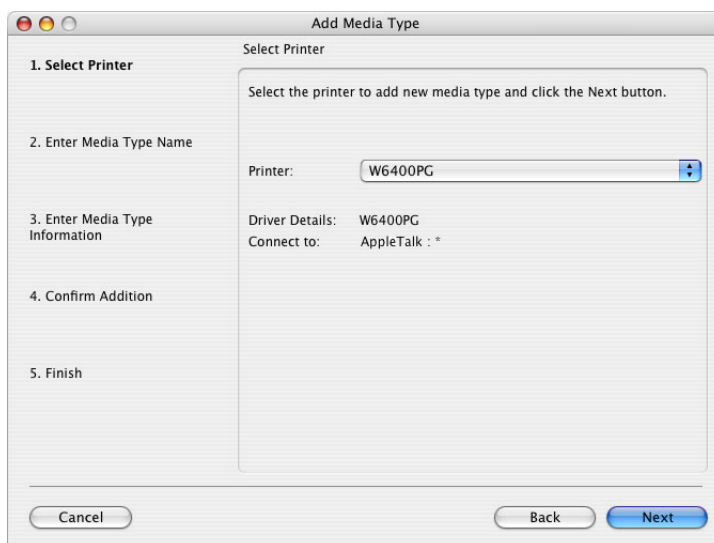 Add Media Type
1. Select Printer
2. Enter Media Type Name
3. Enter Media Type
Information
4. Confirm Addition
5. Finish
Select Printer
Select the printer to add new media type and click the Next button.
Printer: W6400PG
Driver Details: W6400PG
Connect to: AppleTalk : *
Cancel
Back
Next